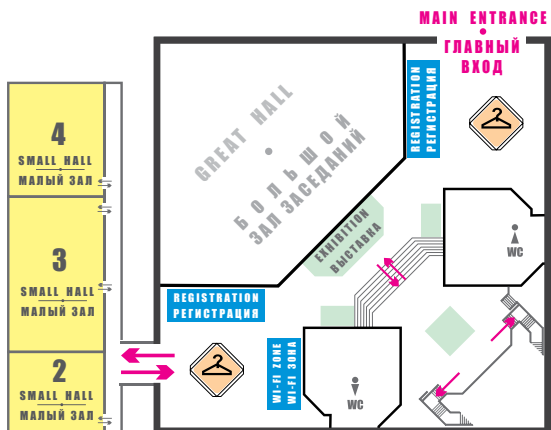 MAIN ENTRANCE
ГЛАВНЫЙ
ВХОД
REGISTRATION
РЕГИСТРАЦИЯ
GREAT HALL
БОЛЬШОЙ
ЗАЛ ЗАСЕДАНИЙ
4
SMALL HALL
МАЛЫЙ ЗАЛ
EXHIBITION
ВЫСТАВКА
WC
3
SMALL HALL
МАЛЫЙ ЗАЛ
REGISTRATION
РЕГИСТРАЦИЯ
2
SMALL HALL
МАЛЫЙ ЗАЛ
WI-FI ZONE
WI-FI ЗОНА
WC